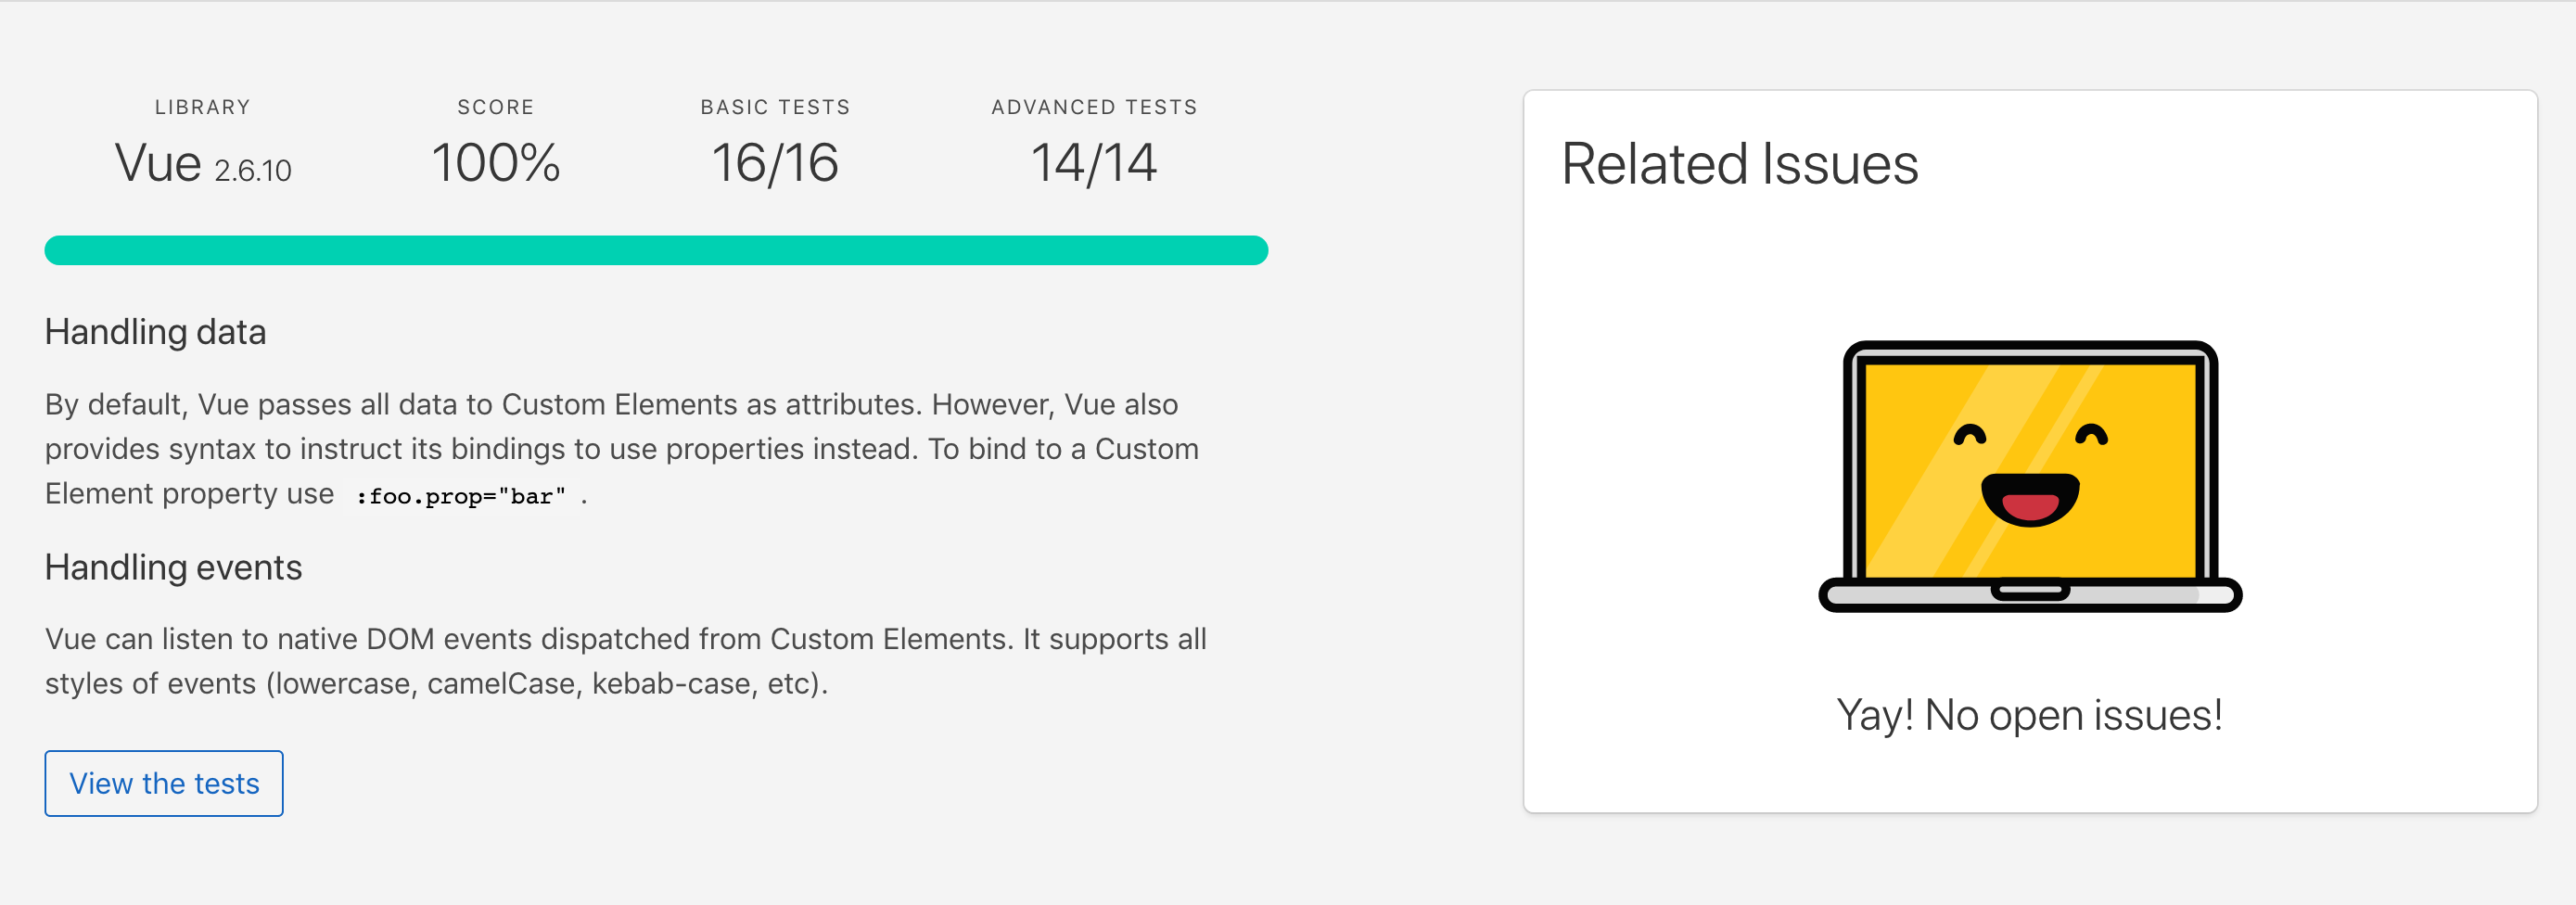 LIBRARY
Vue 2.6.10
SCORE
100%
BASIC TESTS
16/16
ADVANCED TESTS
14/14
Handling data
By default, Vue passes all data to Custom Elements as attributes. However, Vue also
provides syntax to instruct its bindings to use properties instead. To bind to a Custom
Element property use :foo.prop="bar" .
Handling events
Vue can listen to native DOM events dispatched from Custom Elements. It supports all
styles of events (lowercase, camelCase, kebab-case, etc).
View the tests
Related Issues
Yay! No open issues!